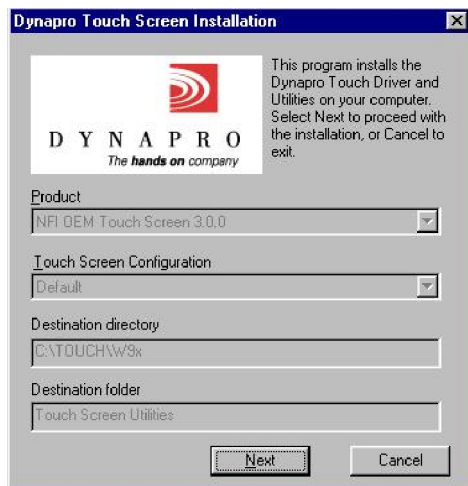 Dynapro Touch Screen Installation
DYNAPRO
The hands on company
This program installs the
Dynapro Touch Driver and
Utilities on your computer.
Select Next to proceed with
the installation, or Cancel to
exit.
Product
NFI OEM Touch Screen 3.0.0
Touch Screen Configuration
Default
Destination directory
C:\TOUCH\W9x
Destination folder
Touch Screen Utilities
Next
Cancel